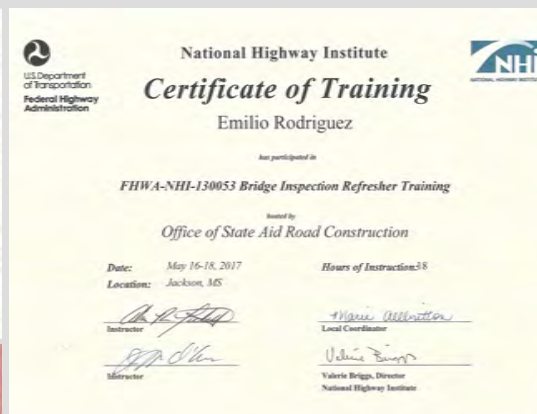 U.S.Department
of Transportation
Federal Highway
Administration
National Highway Institute
NHI
NATIONAL HIGHWAY INSTITUTE
Certificate of Training
Emilio Rodriguez
has participated in
FHWA-NHI-130053 Bridge Inspection Refresher Training
hosted by
Office of State Aid Road Construction
Date: May 16-18, 2017
Hours of Instruction: 18
Location: Jackson, MS
Marie Allbritton
Instructor
Local Coordinator
Valerie Briggs
Instructor
Valerie Briggs, Director
National Highway Institute